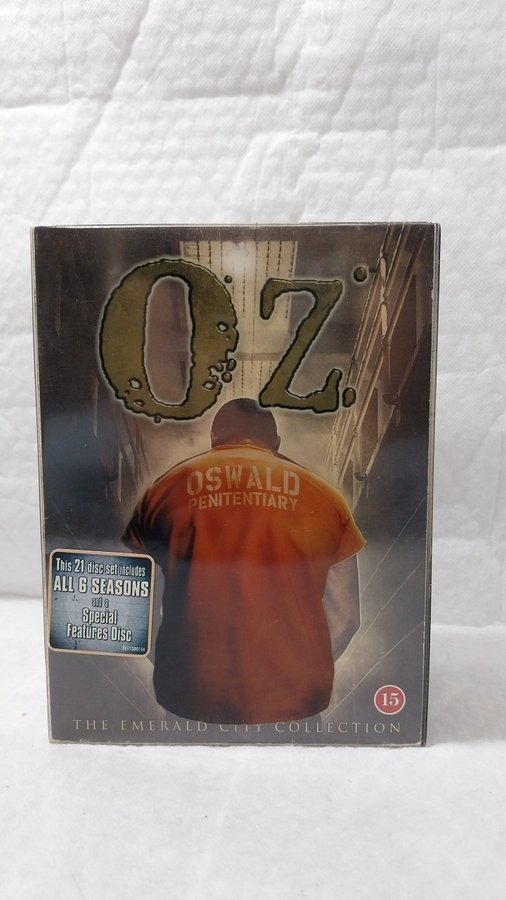 OZ.
OSWALD
PENITENTIARY
This 21 disc set includes
ALL 6 SEASONS
and a
Special
Features Disc
15
THE EMERALD CITY COLLECTION